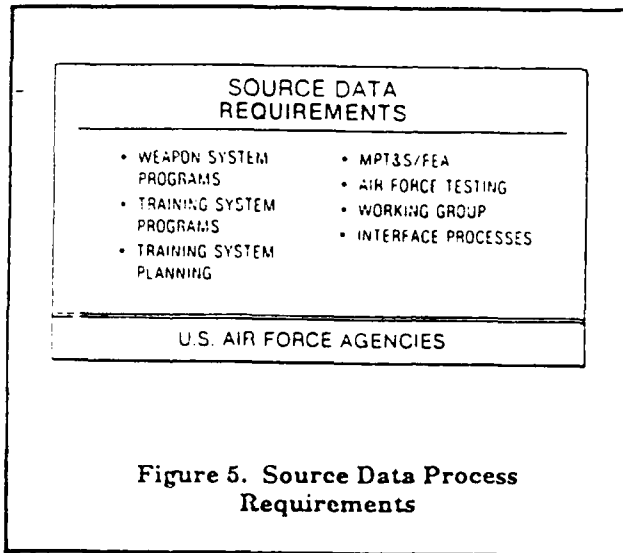 SOURCE DATA
REQUIREMENTS
• WEAPON SYSTEM
PROGRAMS
• TRAINING SYSTEM
PROGRAMS
• TRAINING SYSTEM
PLANNING
• MPT&S/FEA
• AIR FORCE TESTING
• WORKING GROUP
• INTERFACE PROCESSES
U.S. AIR FORCE AGENCIES
Figure 5. Source Data Process
Requirements